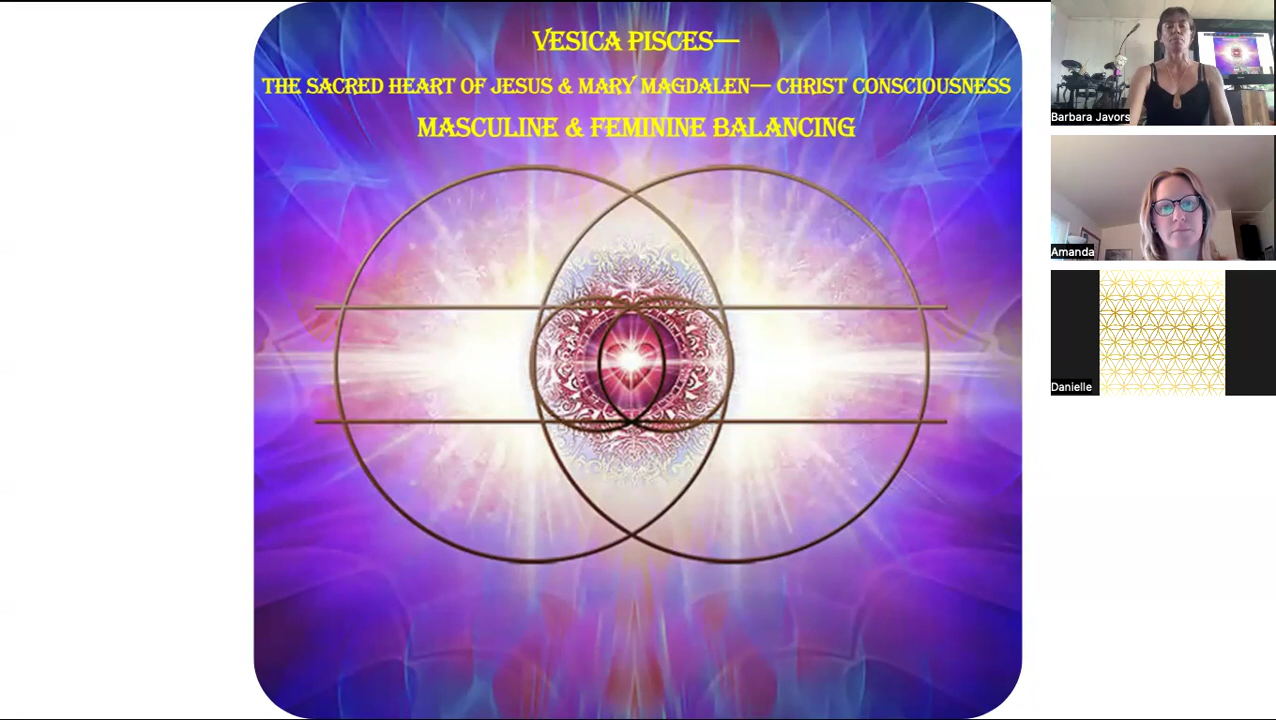 VESICA PISCES—
THE SACRED HEART OF JESUS & MARY MAGDALEN— CHRIST CONSCIOUSNESS
MASCULINE & FEMININE BALANCING
Barbara Javors
Amanda
Danielle